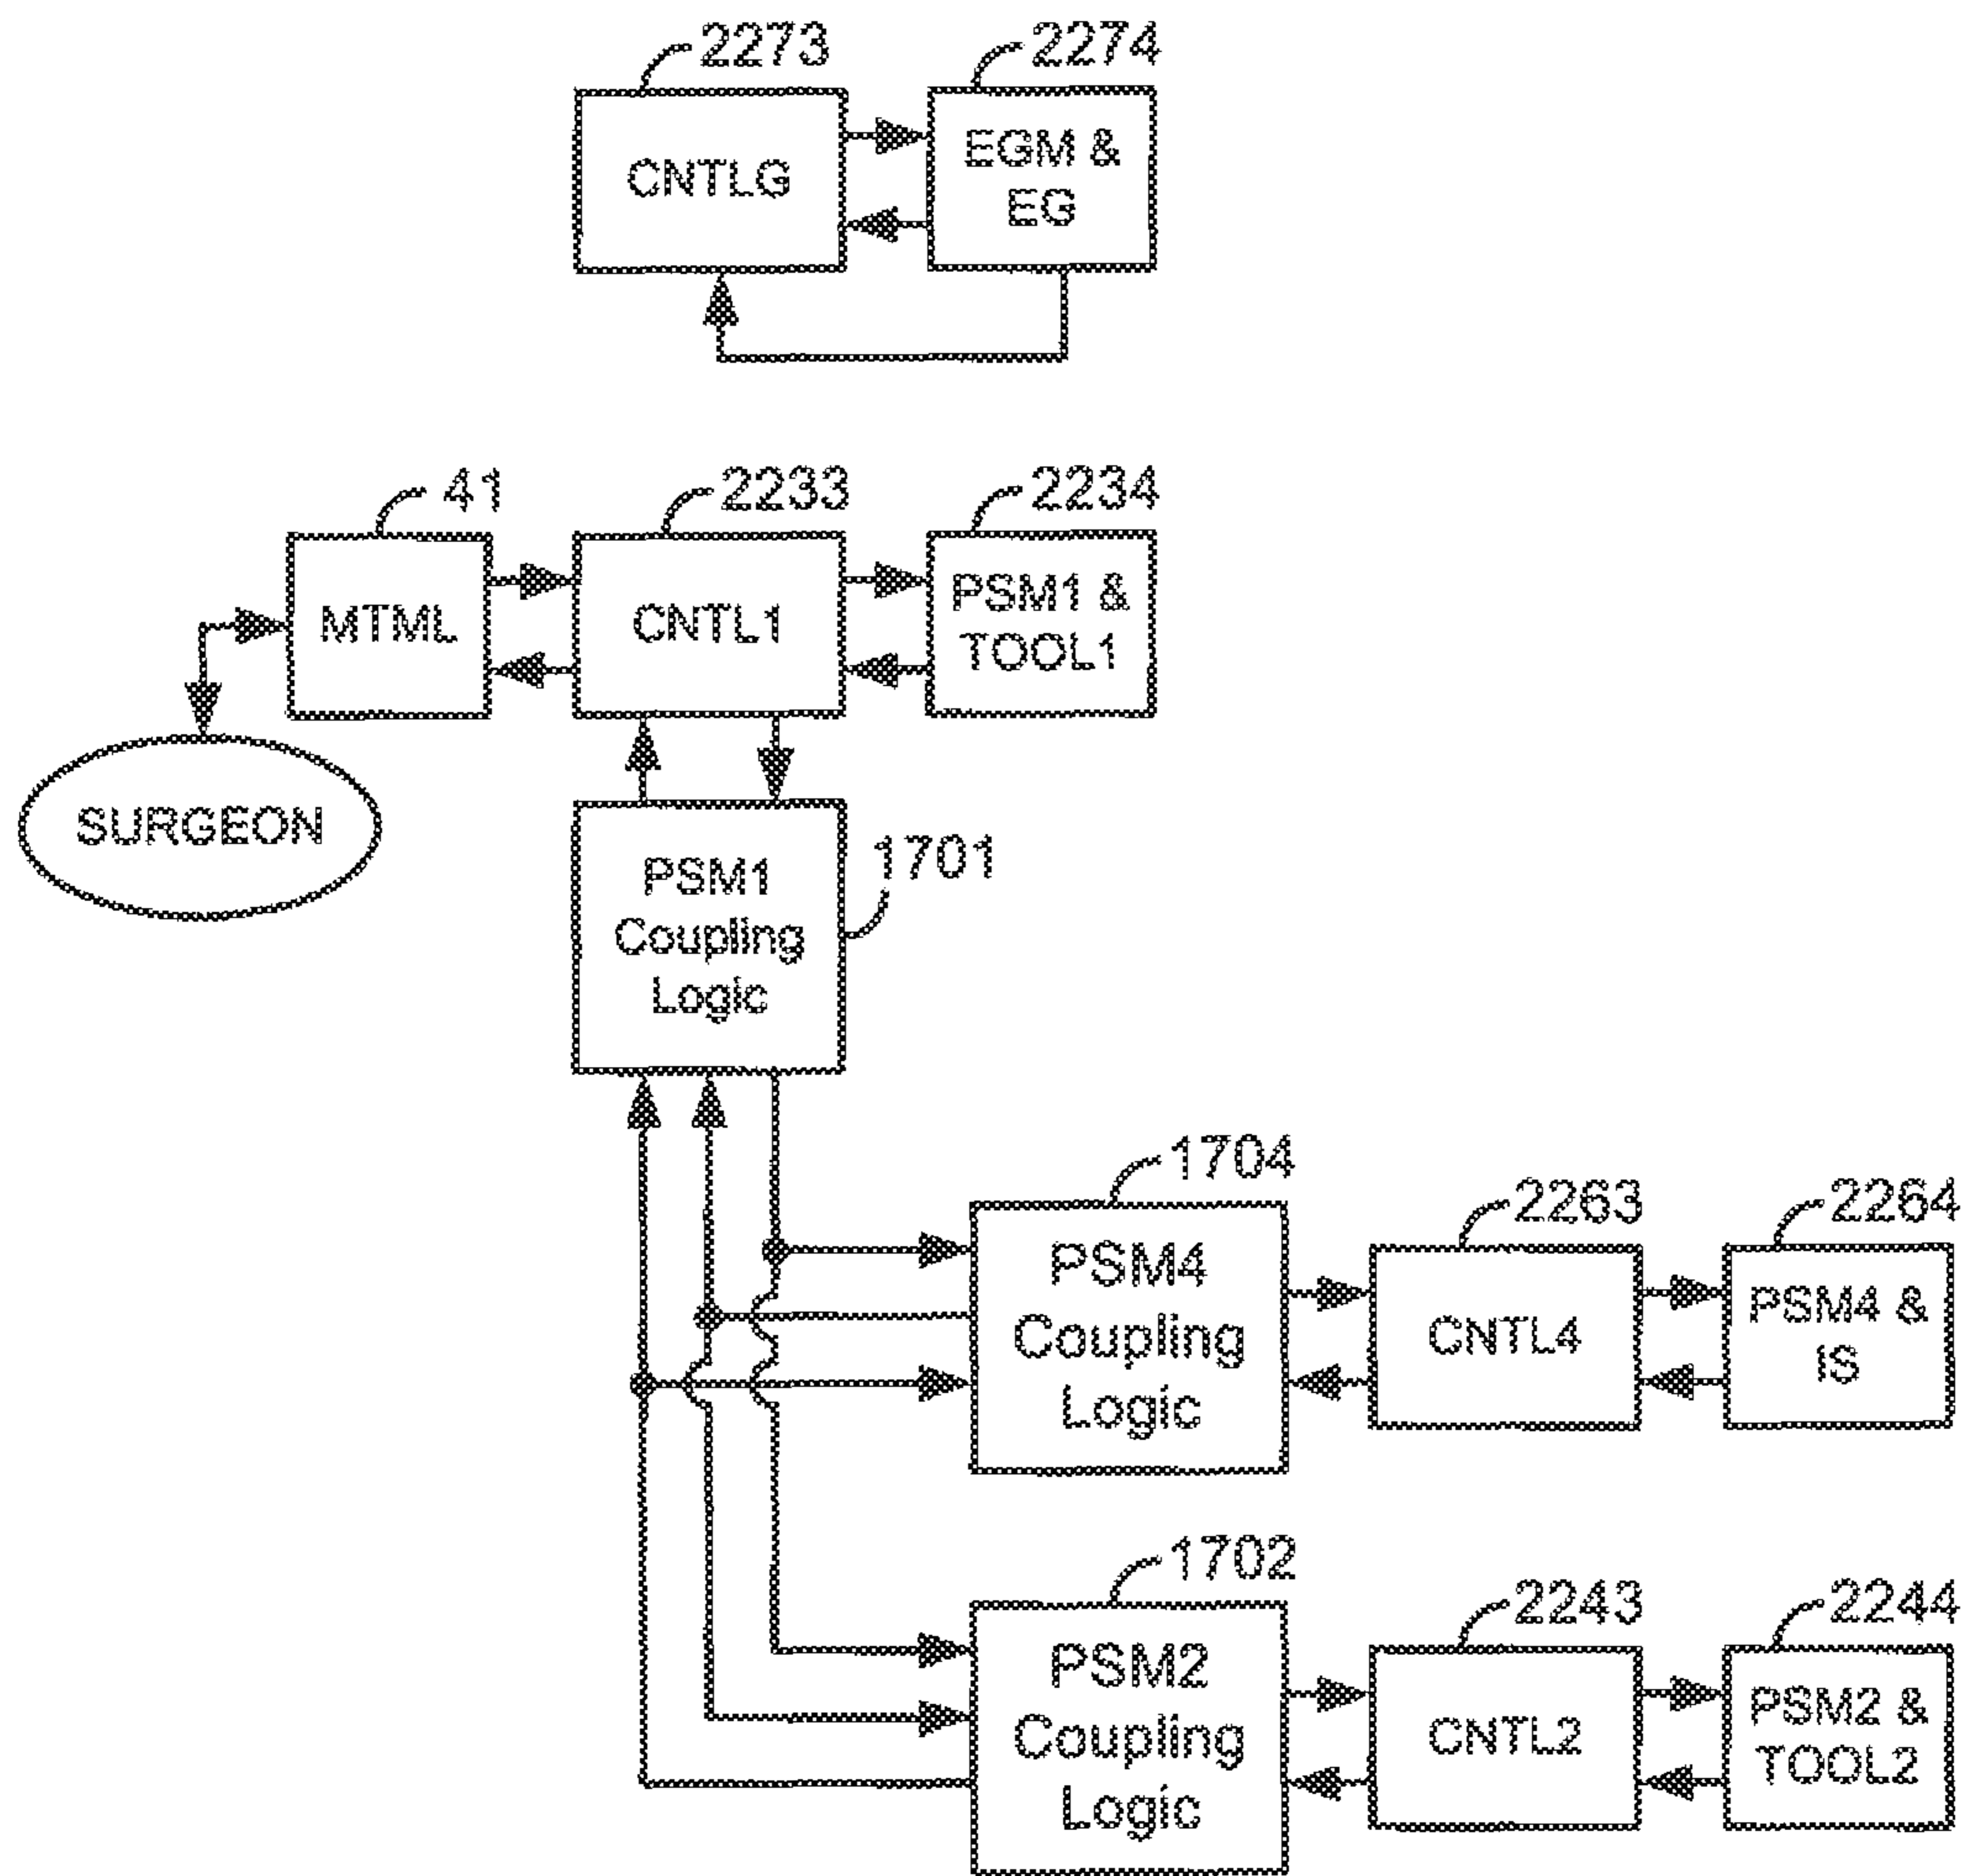 2273
2274
CNTLG
EGM &
EG
41
2233
2234
MTML
CNTL1
PSM1 &
TOOL1
SURGEON
PSM1
Coupling
Logic
1701
1704
2263
2264
PSM4
Coupling
Logic
CNTL4
PSM4 &
IS
1702
2243
2244
PSM2
Coupling
Logic
CNTL2
PSM2 &
TOOL2